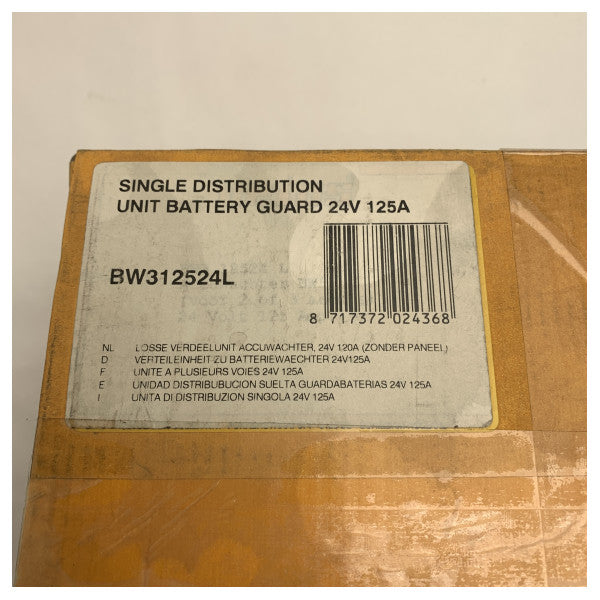 SINGLE DISTRIBUTION
UNIT BATTERY GUARD 24V 125A
BW312524L
8 717372 024368
NL LOSSE VERDEELUNIT ACCUWACHTER, 24V 120A (ZONDER PANEEL)
D VERTEILEINHEIT ZU BATTERIEWAECHTER 24V125A
F UNITE A PLUSIEURS VOIES 24V 125A
E UNIDAD DISTRIBUBUCION SUELTA GUARDABATERIAS 24V 125A
I UNITA DI DISTRIBUZION SINGOLA 24V 125A